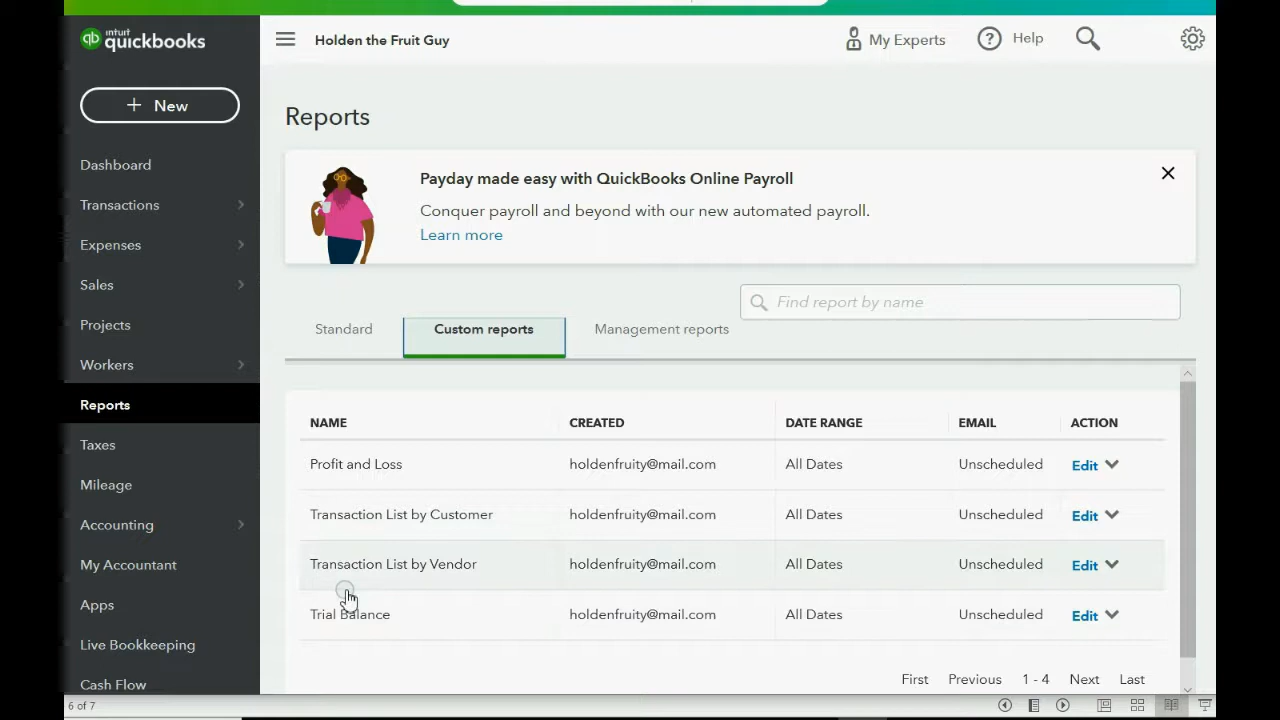 intuit
quickbooks
Holden the Fruit Guy
My Experts
Help
+ New
Dashboard
Transactions
Expenses
Sales
Projects
Workers
Reports
Taxes
Mileage
Accounting
My Accountant
Apps
Live Bookkeeping
Cash Flow
Reports
Payday made easy with QuickBooks Online Payroll
Conquer payroll and beyond with our new automated payroll.
Learn more
Find report by name
Standard Custom reports Management reports
NAME CREATED DATE RANGE EMAIL ACTION
Profit and Loss holdenfruity@mail.com All Dates Unscheduled Edit
Transaction List by Customer holdenfruity@mail.com All Dates Unscheduled Edit
Transaction List by Vendor holdenfruity@mail.com All Dates Unscheduled Edit
Trial Balance holdenfruity@mail.com All Dates Unscheduled Edit
First Previous 1 - 4 Next Last
6 of 7